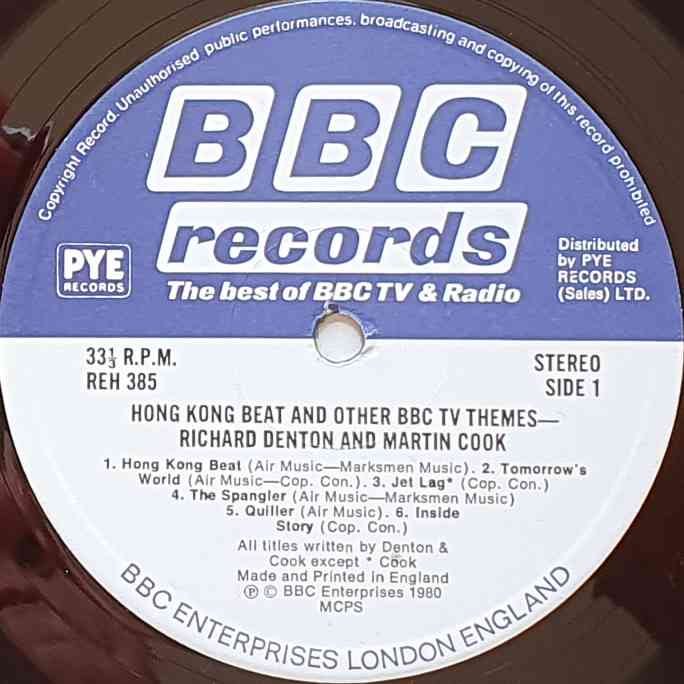 Copyright Record. Unauthorised public performances, broadcasting and copying of this record prohibited
BBC
records
The best of BBC TV & Radio
PYE
RECORDS
Distributed
by PYE
RECORDS
(Sales) LTD.
33⅓ R.P.M.
REH 385
STEREO
SIDE 1
HONG KONG BEAT AND OTHER BBC TV THEMES—
RICHARD DENTON AND MARTIN COOK
1. Hong Kong Beat (Air Music—Marksmen Music). 2. Tomorrow's
World (Air Music—Cop. Con.). 3. Jet Lag* (Cop. Con.)
4. The Spangler (Air Music—Marksmen Music)
5. Quiller (Air Music). 6. Inside
Story (Cop. Con.)
All titles written by Denton &
Cook except * Cook
Made and Printed in England
℗ © BBC Enterprises 1980
MCPS
BBC ENTERPRISES LONDON ENGLAND